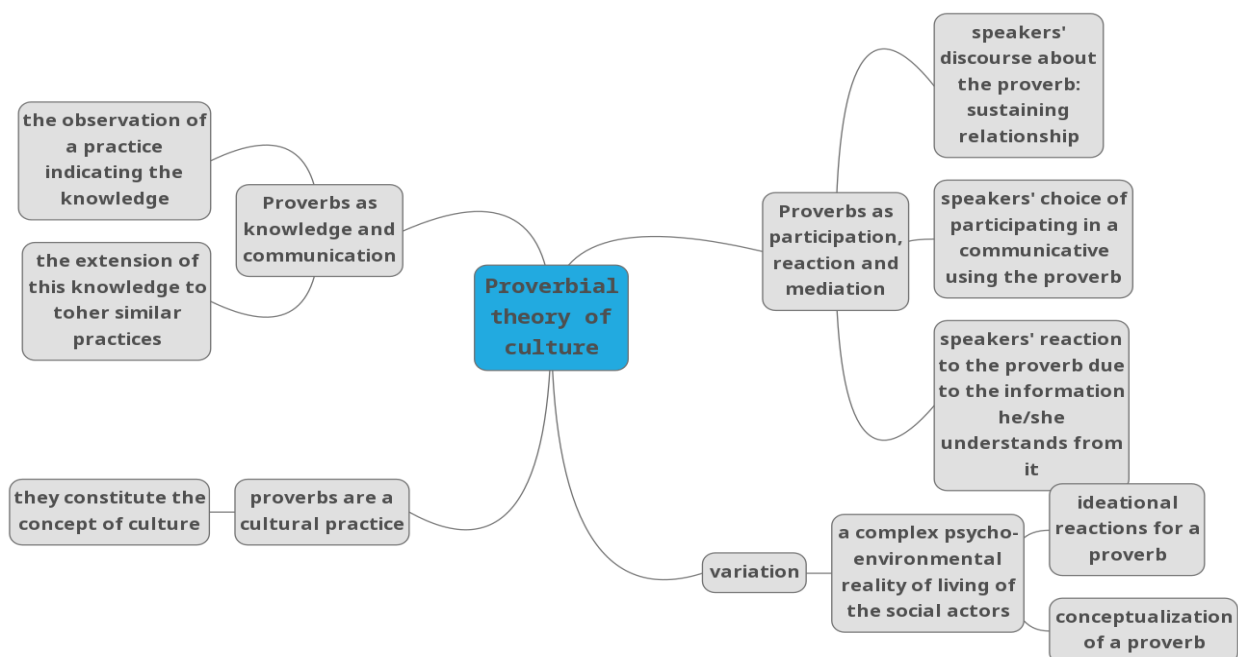 Proverbial
theory of
culture
Proverbs as
knowledge and
communication
the observation of
a practice
indicating the
knowledge
the extension of
this knowledge to
toher similar
practices
proverbs are a
cultural practice
they constitute the
concept of culture
Proverbs as
participation,
reaction and
mediation
speakers'
discourse about
the proverb:
sustaining
relationship
speakers' choice of
participating in a
communicative
using the proverb
speakers' reaction
to the proverb due
to the information
he/she
understands from
it
variation
a complex psycho-
environmental
reality of living of
the social actors
ideational
reactions for a
proverb
conceptualization
of a proverb